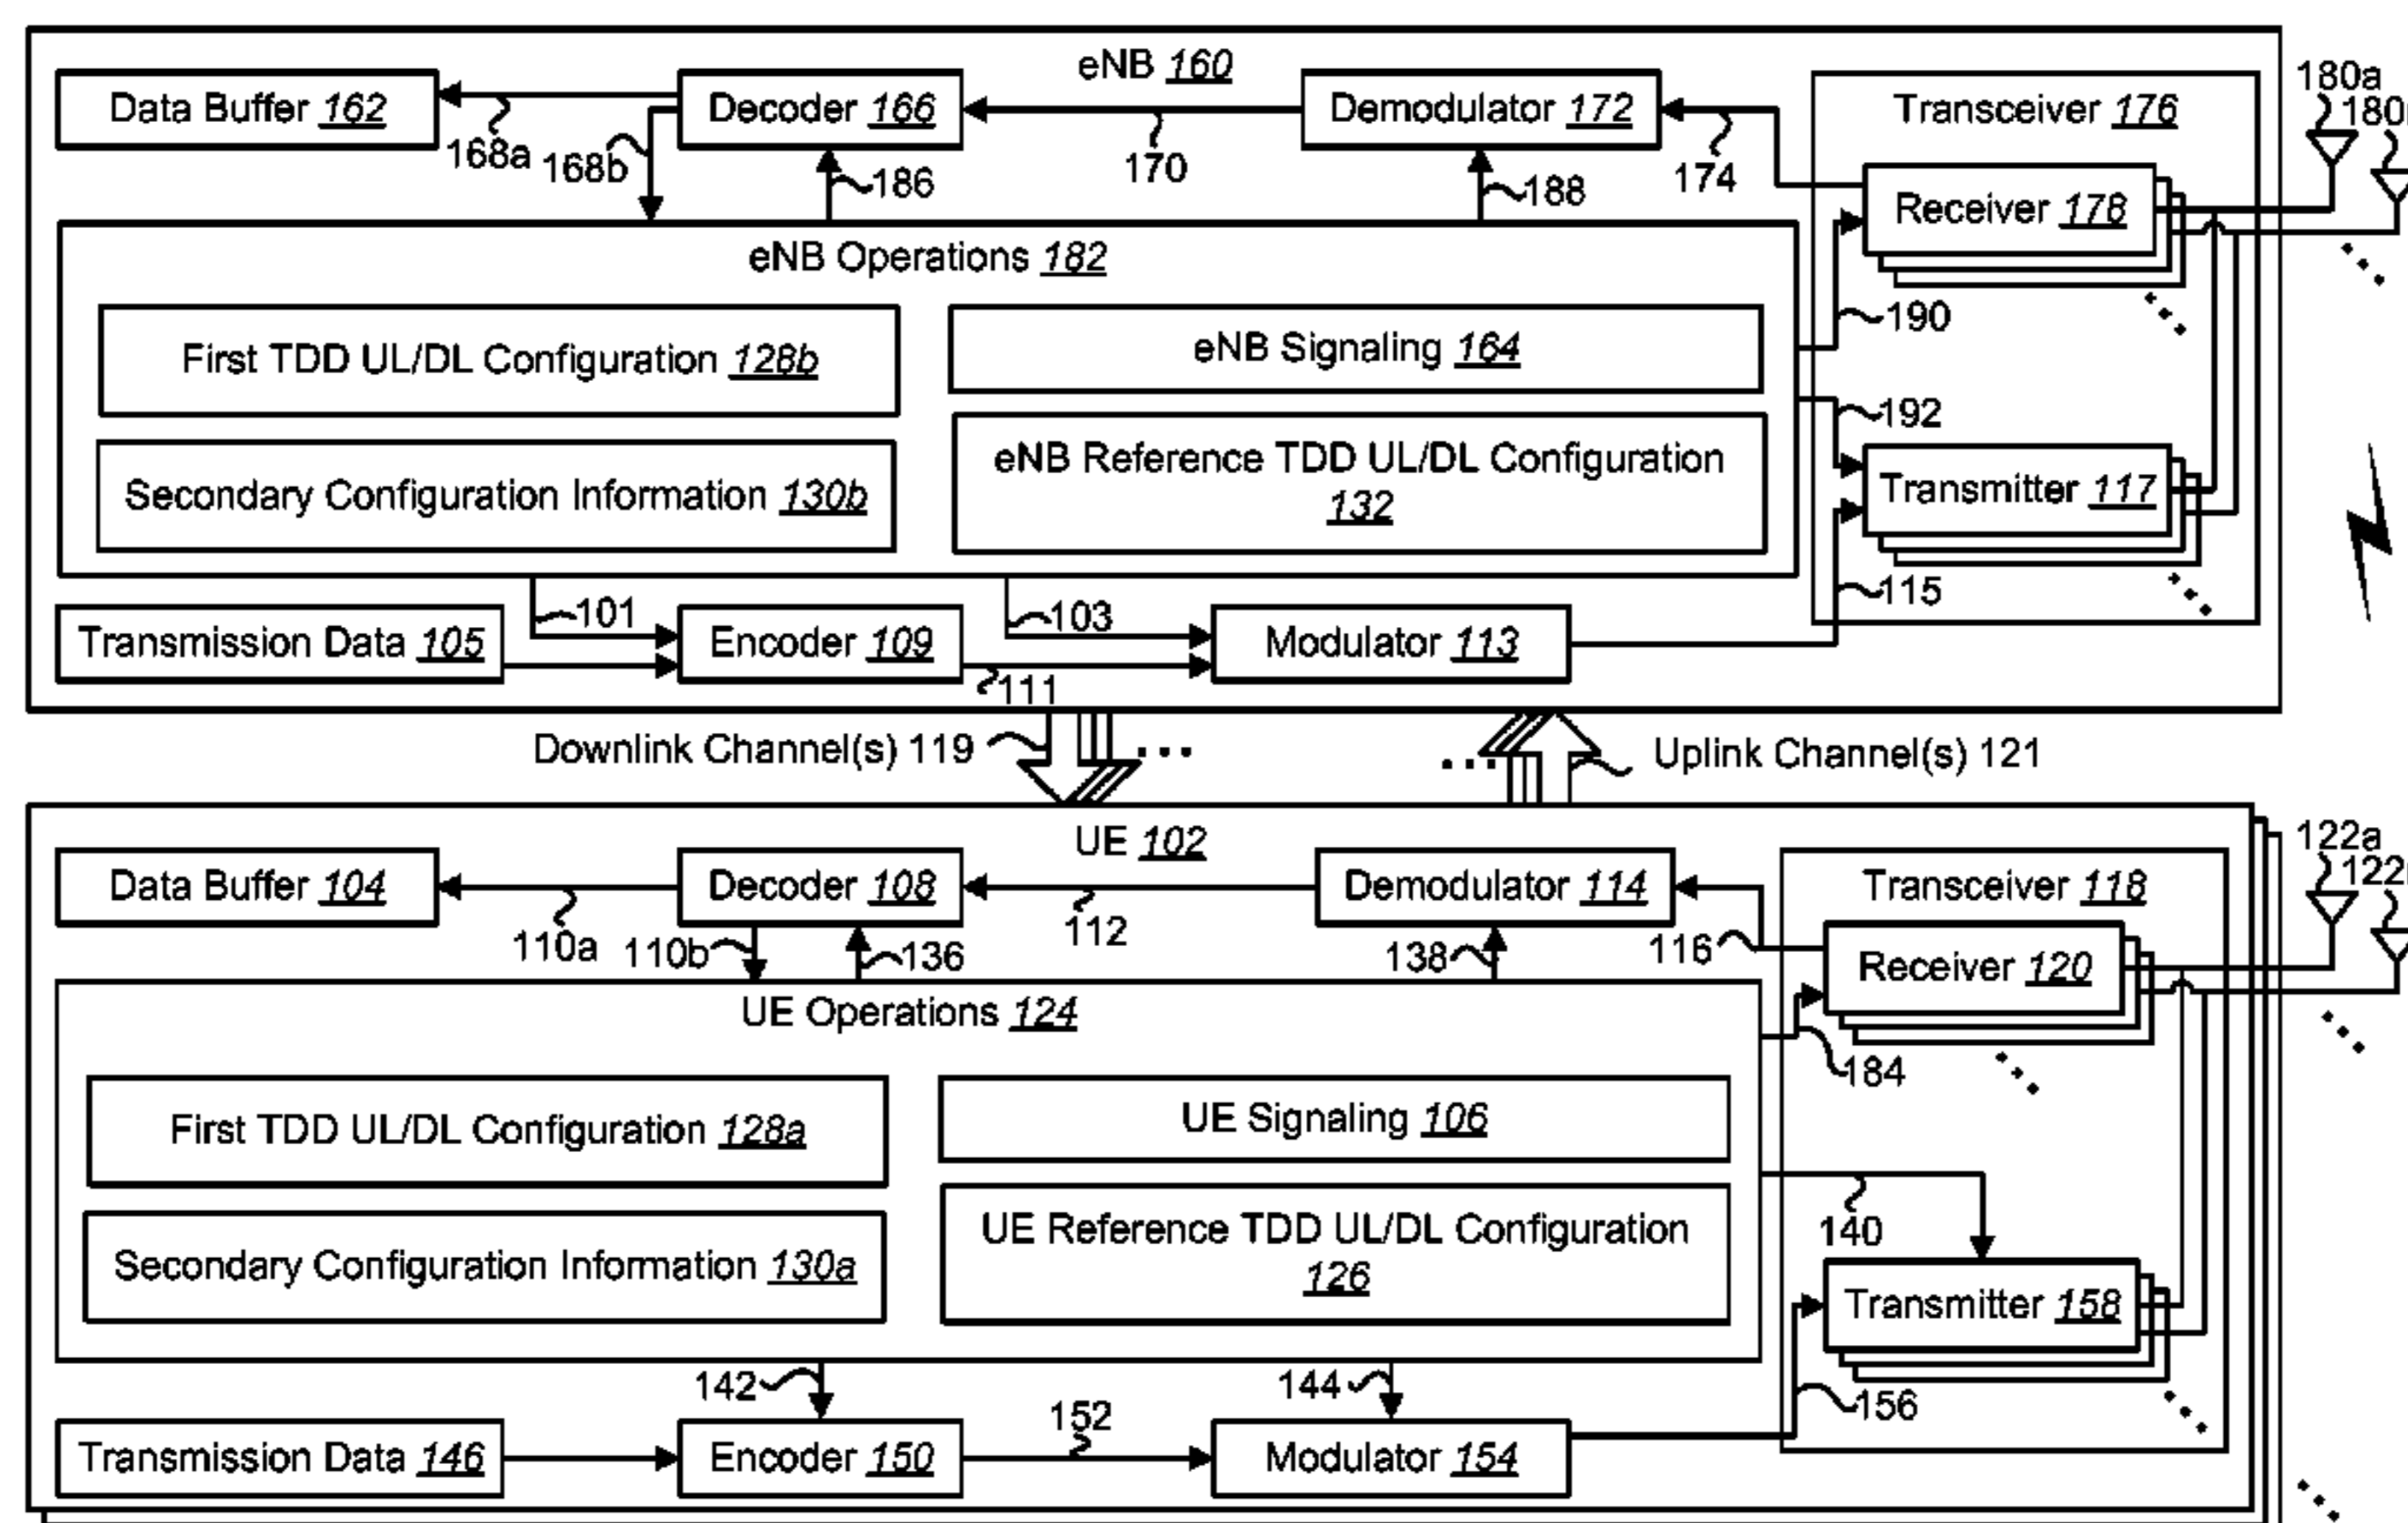 eNB 160
180a
180
Data Buffer 162
Decoder 166
Demodulator 172
Transceiver 176
168a
168b
186
170
188
174
Receiver 178
eNB Operations 182
190
First TDD UL/DL Configuration 128b
eNB Signaling 164
192
Secondary Configuration Information 130b
eNB Reference TDD UL/DL Configuration
132
Transmitter 117
115
101
103
Transmission Data 105
Encoder 109
Modulator 113
111
Downlink Channel(s) 119
Uplink Channel(s) 121
UE 102
122a
122
Data Buffer 104
Decoder 108
Demodulator 114
Transceiver 118
110a
110b
136
112
138
116
Receiver 120
UE Operations 124
184
First TDD UL/DL Configuration 128a
UE Signaling 106
140
Secondary Configuration Information 130a
UE Reference TDD UL/DL Configuration
126
Transmitter 158
142
144
152
156
Transmission Data 146
Encoder 150
Modulator 154